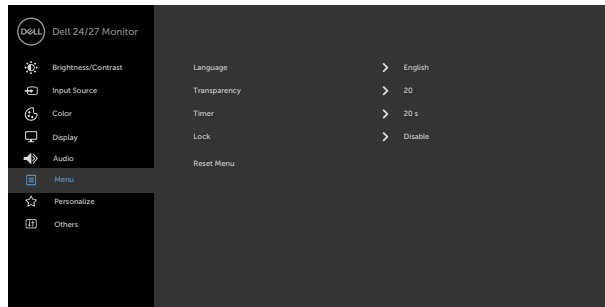 DELL Dell 24/27 Monitor
Brightness/Contrast
Input Source
Color
Display
Audio
Menu
Personalize
Others
Language English
Transparency 20
Timer 20 s
Lock Disable
Reset Menu